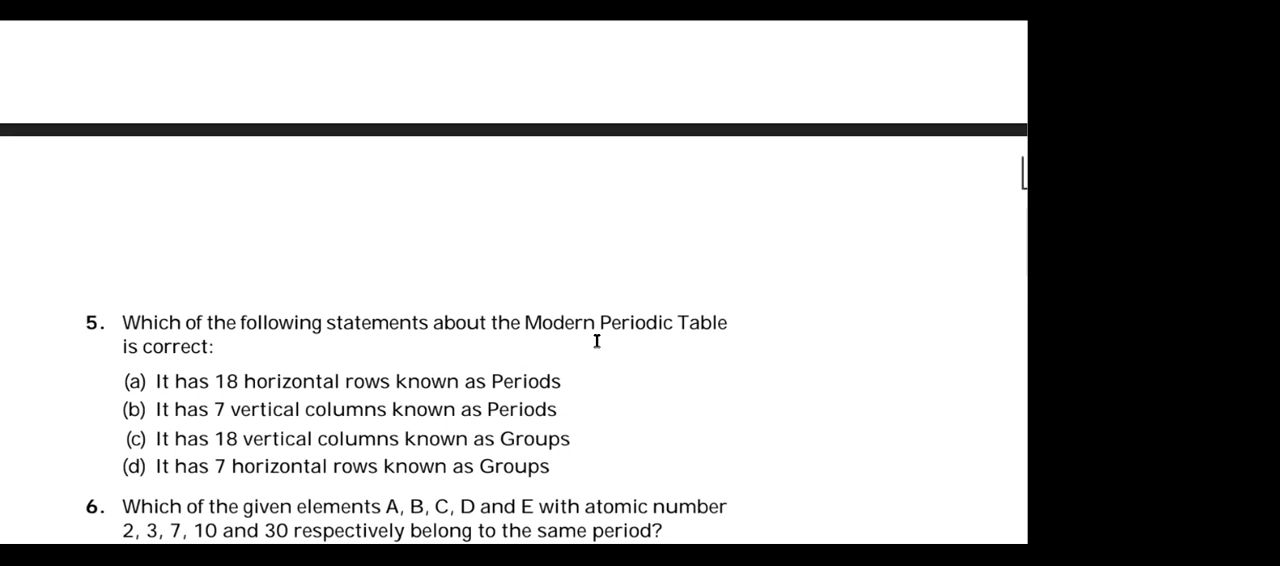 5. Which of the following statements about the Modern Periodic Table
is correct:
(a) It has 18 horizontal rows known as Periods
(b) It has 7 vertical columns known as Periods
(c) It has 18 vertical columns known as Groups
(d) It has 7 horizontal rows known as Groups
6. Which of the given elements A, B, C, D and E with atomic number
2, 3, 7, 10 and 30 respectively belong to the same period?